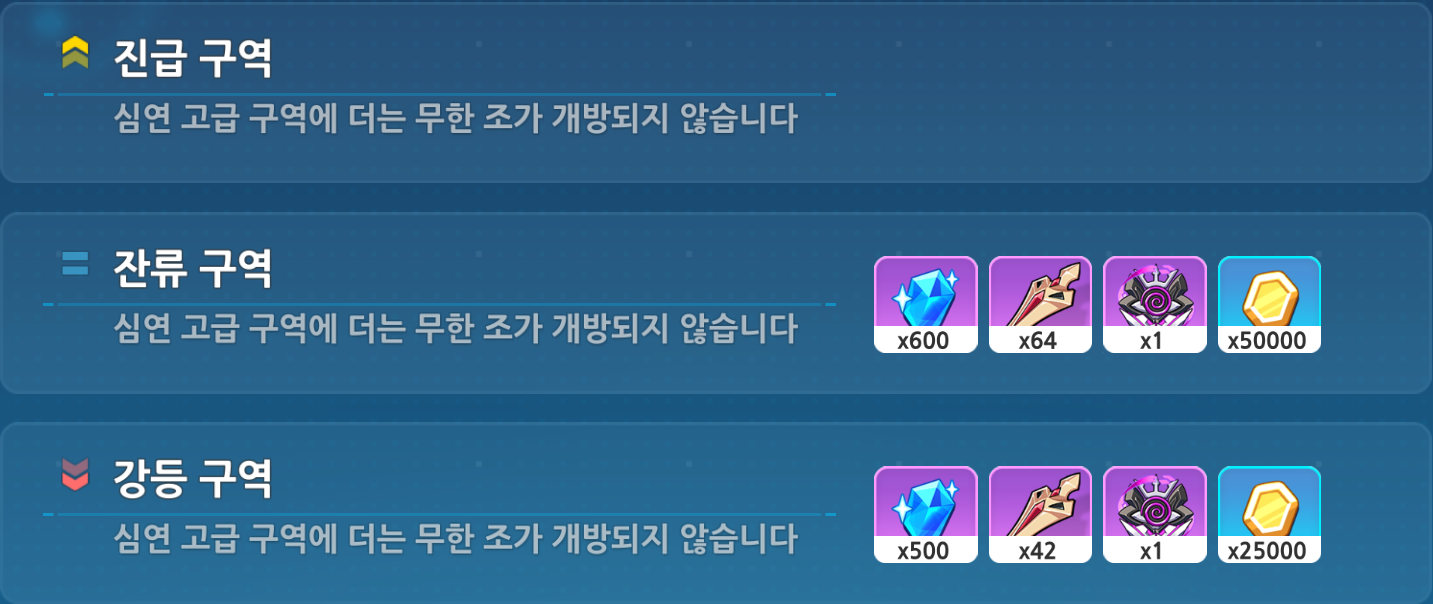 진급 구역
심연 고급 구역에 더는 무한 조가 개방되지 않습니다
잔류 구역
심연 고급 구역에 더는 무한 조가 개방되지 않습니다
x600 x64 x1 x50000
강등 구역
심연 고급 구역에 더는 무한 조가 개방되지 않습니다
x500 x42 x1 x25000